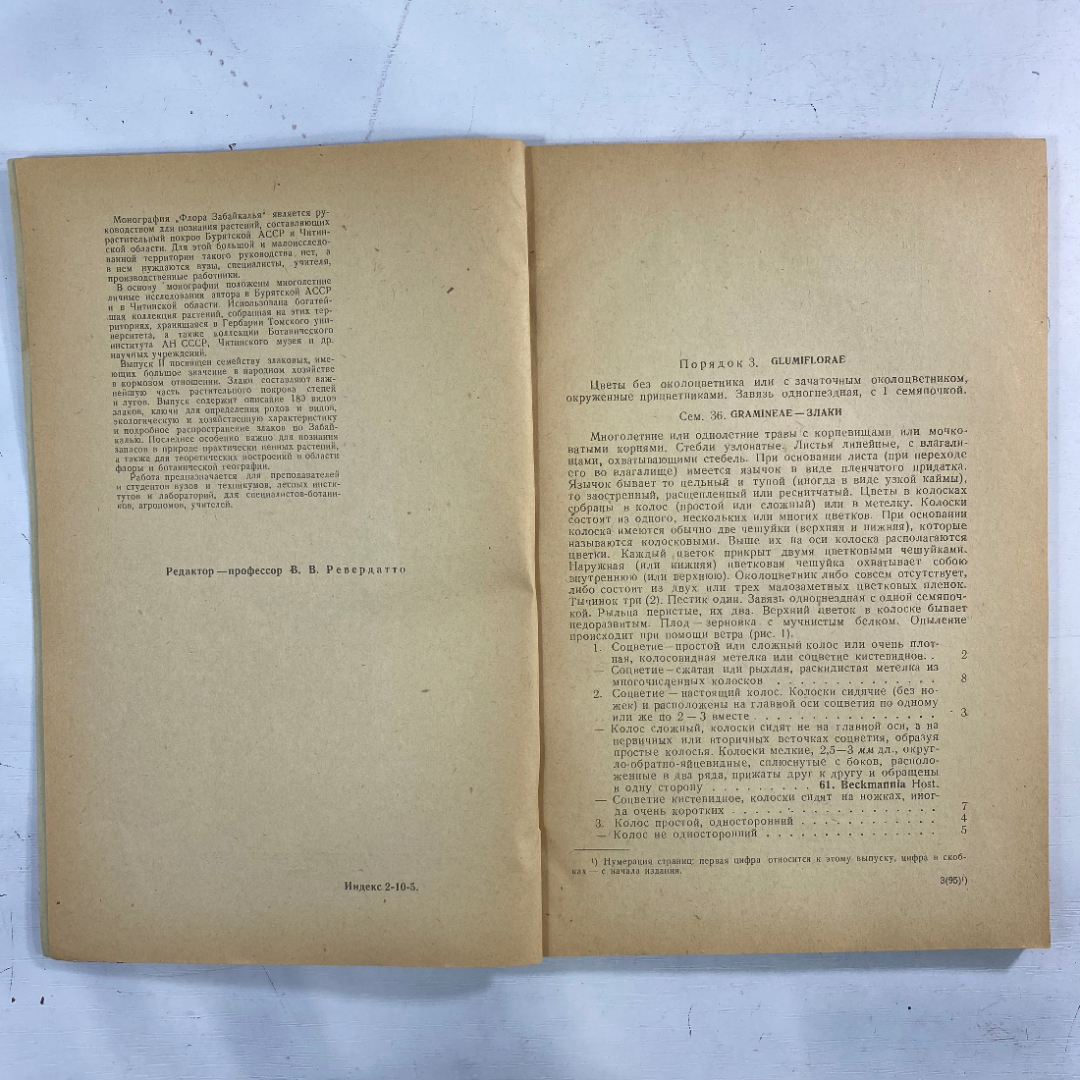 Монография „Флора Забайкалья“ является ру-
ководством для познания растений, составляющих
растительный покров Бурятской АССР и Читин-
ской области. Для этой большой и малоисследо-
ванной территории такого руководства нет, а
в нем нуждаются вузы, специалисты, учителя,
производственные работники.
В основу монографии положены многолетние
личные исследования автора в Бурятской АССР
и в Читинской области. Использована богатей-
шая коллекция растений, собранная на этих тер-
риториях, хранящаяся в Гербарии Томского уни-
верситета, а также коллекции Ботанического
института АН СССР, Читинского музея и др.
научных учреждений.
Выпуск II посвящен семейству злаковых, име-
ющих большое значение в народном хозяйстве
в кормовом отношении. Злаки составляют важ-
нейшую часть растительного покрова степей
и лугов. Выпуск содержит описание 180 видов
злаков, ключи для определения родов и видов,
экологическую и хозяйственную характеристику
и подробное распространение злаков по Забай-
калью. Последнее особенно важно для познания
запасов в природе практически ценных растений,
а также для теоретических построений в области
флоры и ботанической географии.
Работа предназначается для преподавателей
и студентов вузов и техникумов, лесных инсти-
тутов и лабораторий, для специалистов-ботани-
ков, агрономов, учителей.
Редактор — профессор В. В. Ревердатто
Индекс 2-10-5.
Порядок 3. GLUMIFLORAE
Цветы без околоцветника или с зачаточным околоцветником,
окруженные прицветниками. Завязь одногнездная, с 1 семяпочкой.
Сем. 36. GRAMINEAE — ЗЛАКИ
Многолетние или однолетние травы с корневищами или мочко-
ватыми корнями. Стебли узловатые. Листья линейные, с влагали-
щами, охватывающими стебель. При основании листа (при переходе
его во влагалище) имеется язычок в виде пленчатого придатка.
Язычок бывает то цельный и тупой (иногда в виде узкой каймы),
то заостренный, расщепленный или реснитчатый. Цветы в колосках
собраны в колос (простой или сложный) или в метелку. Колоски
состоят из одного, нескольких или многих цветков. При основании
колоска имеются обычно две чешуйки (верхняя и нижняя), которые
называются колосковыми. Выше их на оси колоска располагаются
цветки. Каждый цветок прикрыт двумя цветковыми чешуйками.
Наружная (или нижняя) цветковая чешуйка охватывает собою
внутреннюю (или верхнюю). Околоцветник либо совсем отсутствует,
либо состоит из двух или трех малозаметных цветковых пленок.
Тычинок три (2). Пестик один. Завязь одногнездная с одной семяпоч-
кой. Рыльца перистые, их два. Верхний цветок в колоске бывает
недоразвитым. Плод — зерновка с мучнистым белком. Опыление
происходит при помощи ветра (рис. 1).
1. Соцветие — простой или сложный колос или очень плот-
ная, колосовидная метелка или соцветие кистевидное. . 2
— Соцветие — сжатая или рыхлая, раскидистая метелка из
многочисленных колосков . . . . . . . . . . . . . . 8
2. Соцветие — настоящий колос. Колоски сидячие (без но-
жек) и расположены на главной оси соцветия по одному
или же по 2 — 3 вместе . . . . . . . . . . . . . . . . 3
— Колос сложный, колоски сидят не на главной оси, а на
первичных или вторичных веточках соцветия, образуя
простые колосья. Колоски мелкие, 2,5—3 мм дл., округ-
ло-обратно-яйцевидные, сплюснутые с боков, располо-
женные в два ряда, прижаты друг к другу и обращены
в одну сторону . . . . . . . . . 61. Beckmannia Host.
— Соцветие кистевидное, колоски сидят на ножках, иног-
да очень коротких . . . . . . . . . . . . . . . . . . 7
3. Колос простой, односторонний . . . . . . . . . . . . 4
— Колос не односторонний . . . . . . . . . . . . . . . 5
¹) Нумерация страниц; первая цифра относится к этому выпуску, цифра в скоб-
ках — с начала издания.
3(95)¹)